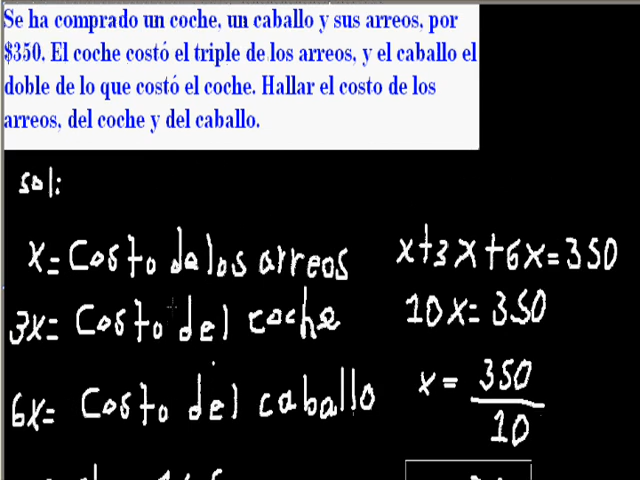 Se ha comprado un coche, un caballo y sus arreos, por
$350. El coche costó el triple de los arreos, y el caballo el
doble de lo que costó el coche. Hallar el costo de los
arreos, del coche y del caballo.
sol:
x= Costo de los arreos
3x= Costo del coche
6x= Costo del caballo
x+3x+6x=350
10x=350
x= 350
10